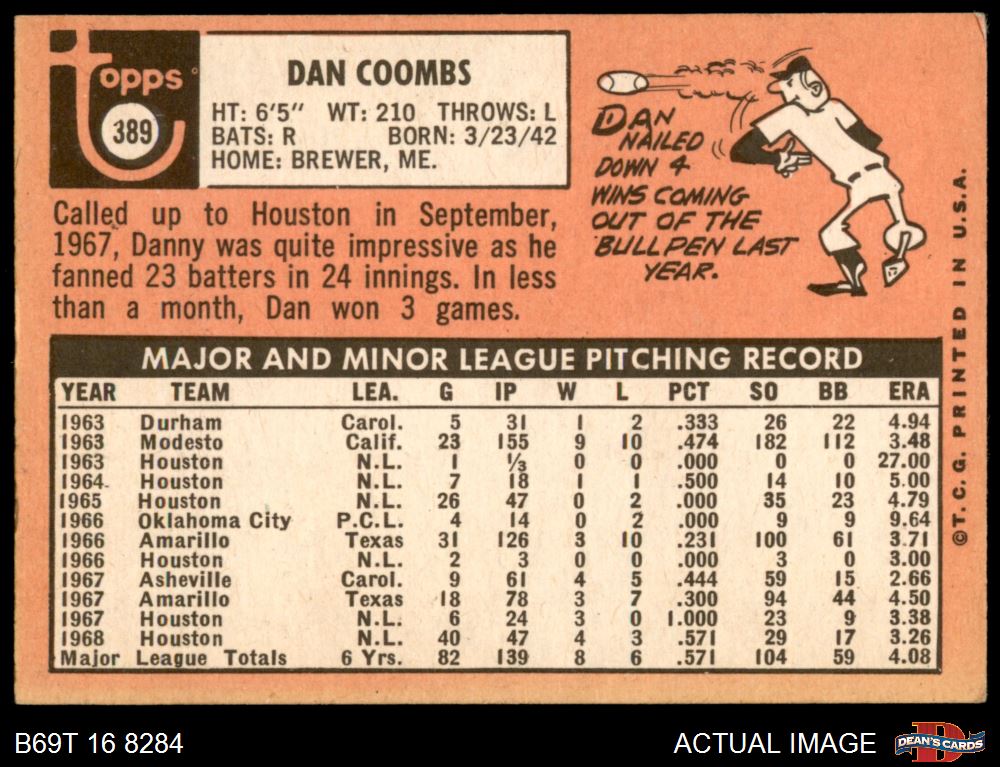 Topps
389
DAN COOMBS
HT: 6'5" WT: 210 THROWS: L
BATS: R BORN: 3/23/42
HOME: BREWER, ME.
DAN
NAILED
DOWN 4
WINS COMING
OUT OF THE
BULLPEN LAST
YEAR.
Called up to Houston in September,
1967, Danny was quite impressive as he
fanned 23 batters in 24 innings. In less
than a month, Dan won 3 games.
MAJOR AND MINOR LEAGUE PITCHING RECORD
YEAR TEAM LEA. G IP W L PCT SO BB ERA
1963 Durham Carol. 5 31 1 2 .333 26 22 4.94
1963 Modesto Calif. 23 155 9 10 .474 182 112 3.48
1963 Houston N.L. 1 1/3 0 0 .000 0 0 27.00
1964 Houston N.L. 7 18 1 1 .500 14 10 5.00
1965 Houston N.L. 26 47 0 2 .000 35 23 4.79
1966 Oklahoma City P.C.L. 4 14 0 2 .000 9 9 9.64
1966 Amarillo Texas 31 126 3 10 .231 100 61 3.71
1966 Houston N.L. 2 3 0 0 .000 3 0 3.00
1967 Asheville Carol. 9 61 4 5 .444 59 15 2.66
1967 Amarillo Texas 18 78 3 7 .300 94 44 4.50
1967 Houston N.L. 6 24 3 0 1.000 23 9 3.38
1968 Houston N.L. 40 47 4 3 .571 29 17 3.26
Major League Totals 6 Yrs. 82 139 8 6 .571 104 59 4.08
©T.C.G. PRINTED IN U.S.A.
B69T 16 8284
ACTUAL IMAGE
D
DEAN'S CARDS